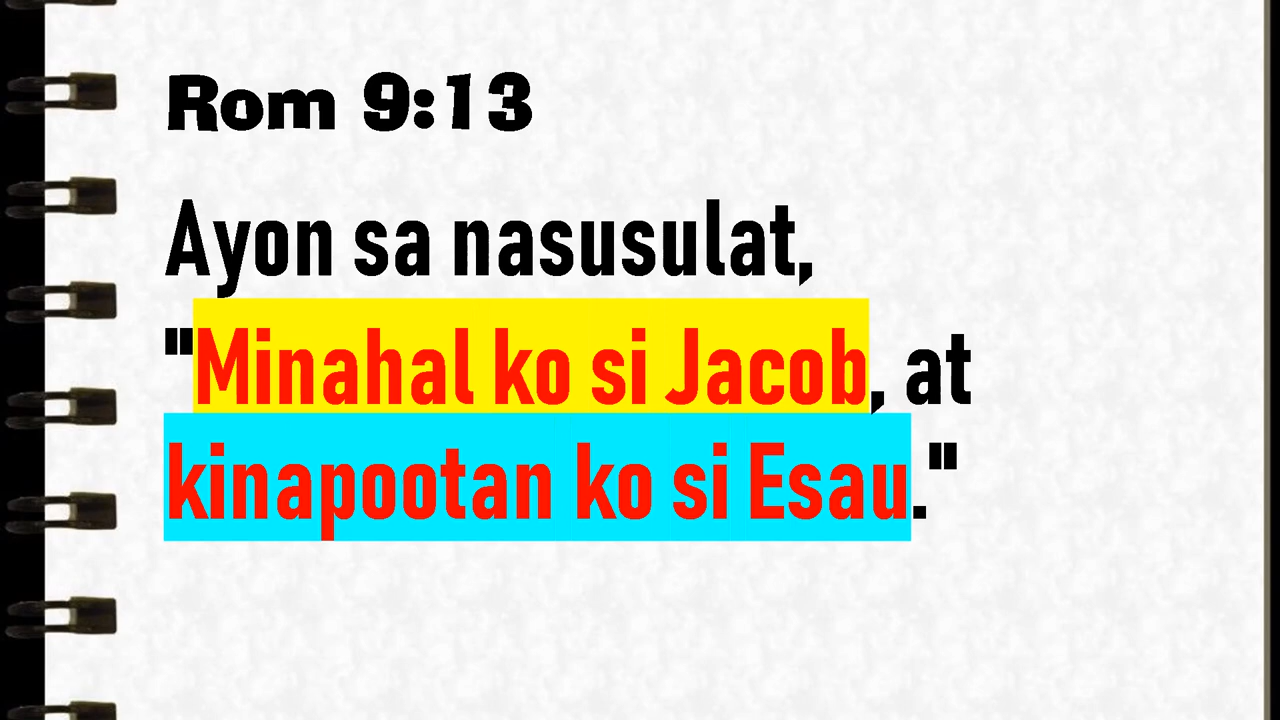 Rom 9:13
Ayon sa nasusulat,
"Minahal ko si Jacob, at
kinapootan ko si Esau."